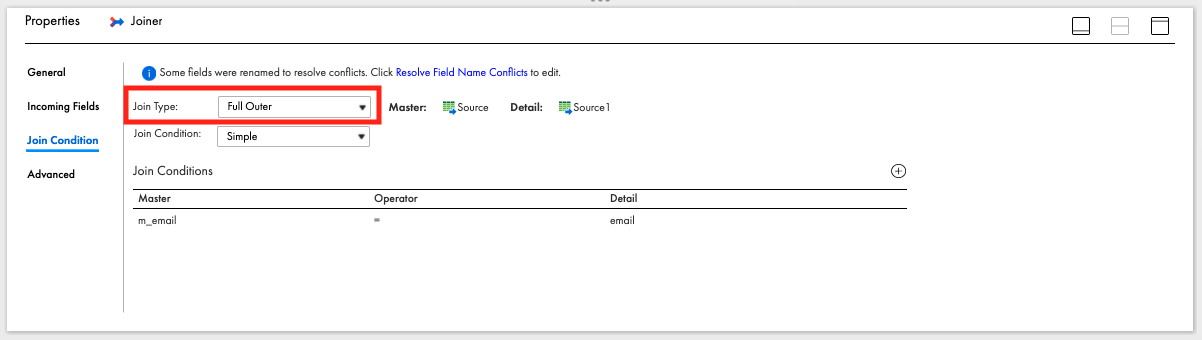 Properties Joiner
General
Some fields were renamed to resolve conflicts. Click Resolve Field Name Conflicts to edit.
Incoming Fields
Join Type: Full Outer Master: Source Detail: Source1
Join Condition
Join Condition: Simple
Advanced
Join Conditions
Master Operator Detail
m_email = email